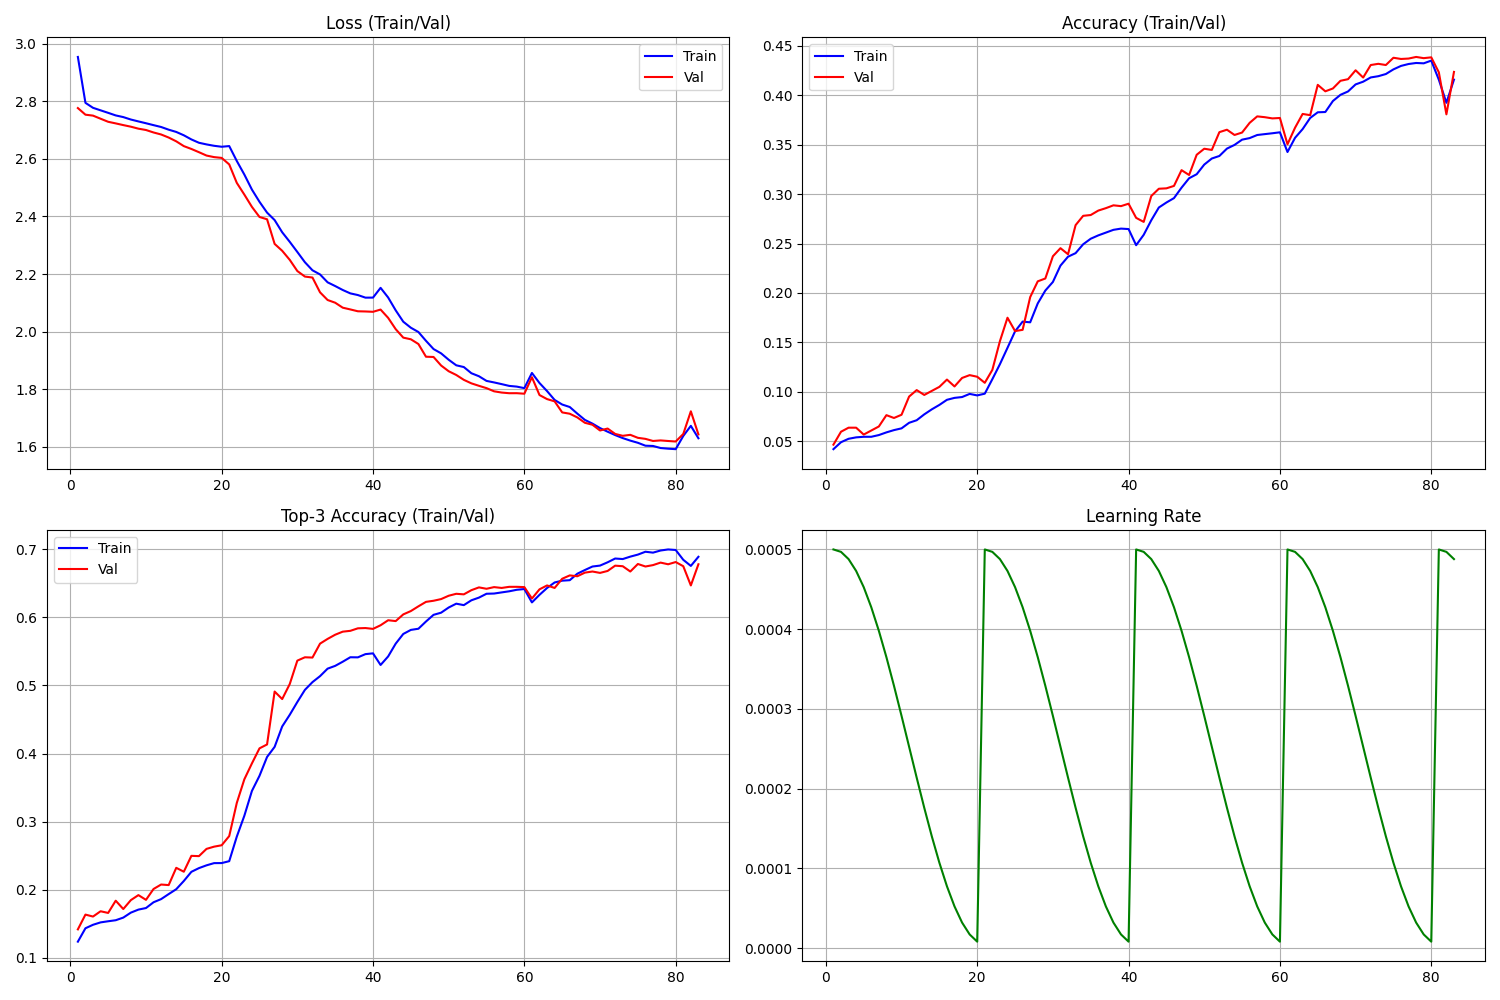 Loss (Train/Val)
3.0
2.8
2.6
2.4
2.2
2.0
1.8
1.6
0 20 40 60 80
Train
Val
Accuracy (Train/Val)
0.45
0.40
0.35
0.30
0.25
0.20
0.15
0.10
0.05
0 20 40 60 80
Train
Val
Top-3 Accuracy (Train/Val)
0.7
0.6
0.5
0.4
0.3
0.2
0.1
0 20 40 60 80
Train
Val
Learning Rate
0.0005
0.0004
0.0003
0.0002
0.0001
0.0000
0 20 40 60 80